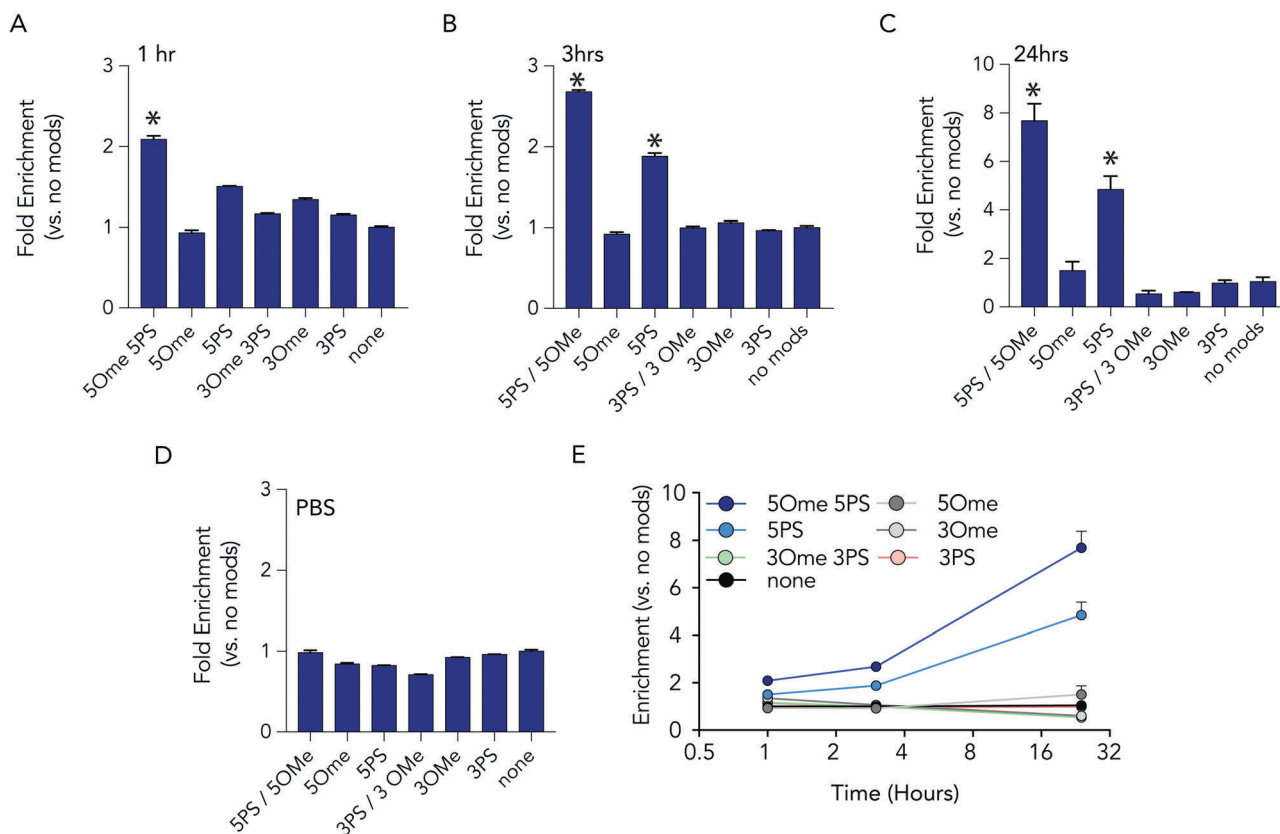 A
1 hr
Fold Enrichment
(vs. no mods)
3
2
1
0
*
5Ome 5PS
5Ome
5PS
3Ome 3PS
3Ome
3PS
none
B
3hrs
Fold Enrichment
(vs. no mods)
3
2
1
0
*
*
5PS / 5OMe
5Ome
5PS
3PS / 3 OMe
3OMe
3PS
no mods
C
24hrs
Fold Enrichment
(vs. no mods)
10
8
6
4
2
0
*
*
5PS / 5OMe
5Ome
5PS
3PS / 3 OMe
3OMe
3PS
no mods
D
PBS
Fold Enrichment
(vs. no mods)
3
2
1
0
5PS / 5OMe
5Ome
5PS
3PS / 3 OMe
3OMe
3PS
none
E
Enrichment (vs. no mods)
10
8
6
4
2
0
5Ome 5PS
5Ome
5PS
3Ome
3Ome 3PS
3PS
none
0.5 1 2 4 8 16 32
Time (Hours)